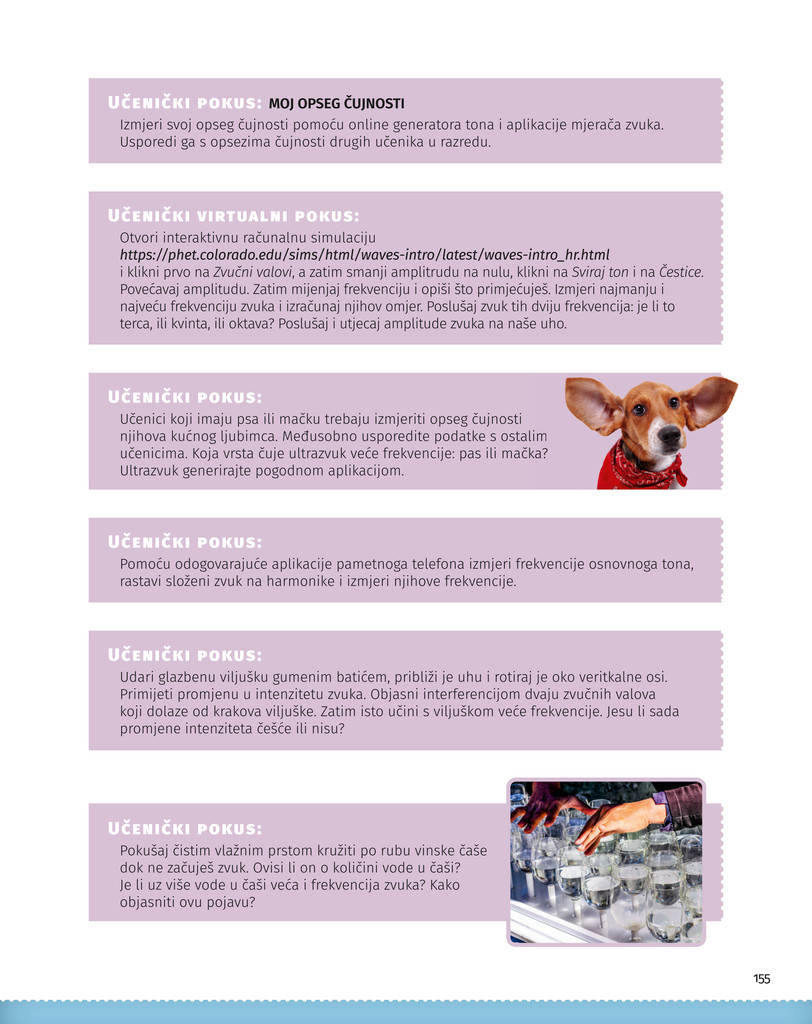 Učenički pokus: MOJ OPSEG ČUJNOSTI
Izmjeri svoj opseg čujnosti pomoću online generatora tona i aplikacije mjerača zvuka.
Usporedi ga s opsezima čujnosti drugih učenika u razredu.
Učenički virtualni pokus:
Otvori interaktivnu računalnu simulaciju
https://phet.colorado.edu/sims/html/waves-intro/latest/waves-intro_hr.html
i klikni prvo na Zvučni valovi, a zatim smanji amplitrudu na nulu, klikni na Sviraj ton i na Čestice.
Povećavaj amplitudu. Zatim mijenjaj frekvenciju i opiši što primjećuješ. Izmjeri najmanju i
najveću frekvenciju zvuka i izračunaj njihov omjer. Poslušaj zvuk tih dviju frekvencija: je li to
terca, ili kvinta, ili oktava? Poslušaj i utjecaj amplitude zvuka na naše uho.
Učenički pokus:
Učenici koji imaju psa ili mačku trebaju izmjeriti opseg čujnosti
njihova kućnog ljubimca. Međusobno usporedite podatke s ostalim
učenicima. Koja vrsta čuje ultrazvuk veće frekvencije: pas ili mačka?
Ultrazvuk generirajte pogodnom aplikacijom.
Učenički pokus:
Pomoću odogovarajuće aplikacije pametnoga telefona izmjeri frekvencije osnovnoga tona,
rastavi složeni zvuk na harmonike i izmjeri njihove frekvencije.
Učenički pokus:
Udari glazbenu viljušku gumenim batićem, približi je uhu i rotiraj je oko veritkalne osi.
Primijeti promjenu u intenzitetu zvuka. Objasni interferencijom dvaju zvučnih valova
koji dolaze od krakova viljuške. Zatim isto učini s viljuškom veće frekvencije. Jesu li sada
promjene intenziteta češće ili nisu?
Učenički pokus:
Pokušaj čistim vlažnim prstom kružiti po rubu vinske čaše
dok ne začuješ zvuk. Ovisi li on o količini vode u čaši?
Je li uz više vode u čaši veća i frekvencija zvuka? Kako
objasniti ovu pojavu?
155